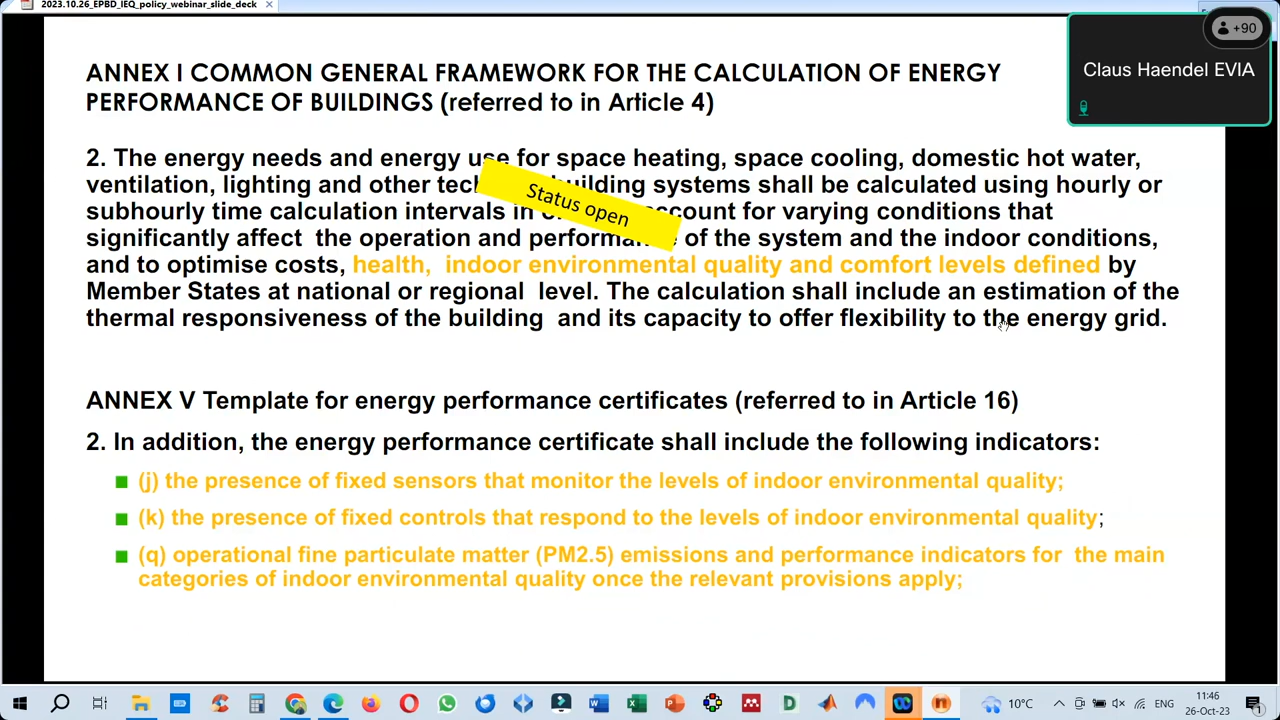 2023.10.26_EPBD_IEQ_policy_webinar_slide_deck
+90
Claus Haendel EVIA
ANNEX I COMMON GENERAL FRAMEWORK FOR THE CALCULATION OF ENERGY
PERFORMANCE OF BUILDINGS (referred to in Article 4)
2. The energy needs and energy use for space heating, space cooling, domestic hot water,
ventilation, lighting and other building systems shall be calculated using hourly or
subhourly time calculation intervals in account for varying conditions that
significantly affect the operation and performance of the system and the indoor conditions,
and to optimise costs, health, indoor environmental quality and comfort levels defined by
Member States at national or regional level. The calculation shall include an estimation of the
thermal responsiveness of the building and its capacity to offer flexibility to the energy grid.
Status open
ANNEX V Template for energy performance certificates (referred to in Article 16)
2. In addition, the energy performance certificate shall include the following indicators:
(j) the presence of fixed sensors that monitor the levels of indoor environmental quality;
(k) the presence of fixed controls that respond to the levels of indoor environmental quality;
(q) operational fine particulate matter (PM2.5) emissions and performance indicators for the main
categories of indoor environmental quality once the relevant provisions apply;
10°C
ENG
11:46
26-Oct-23
1